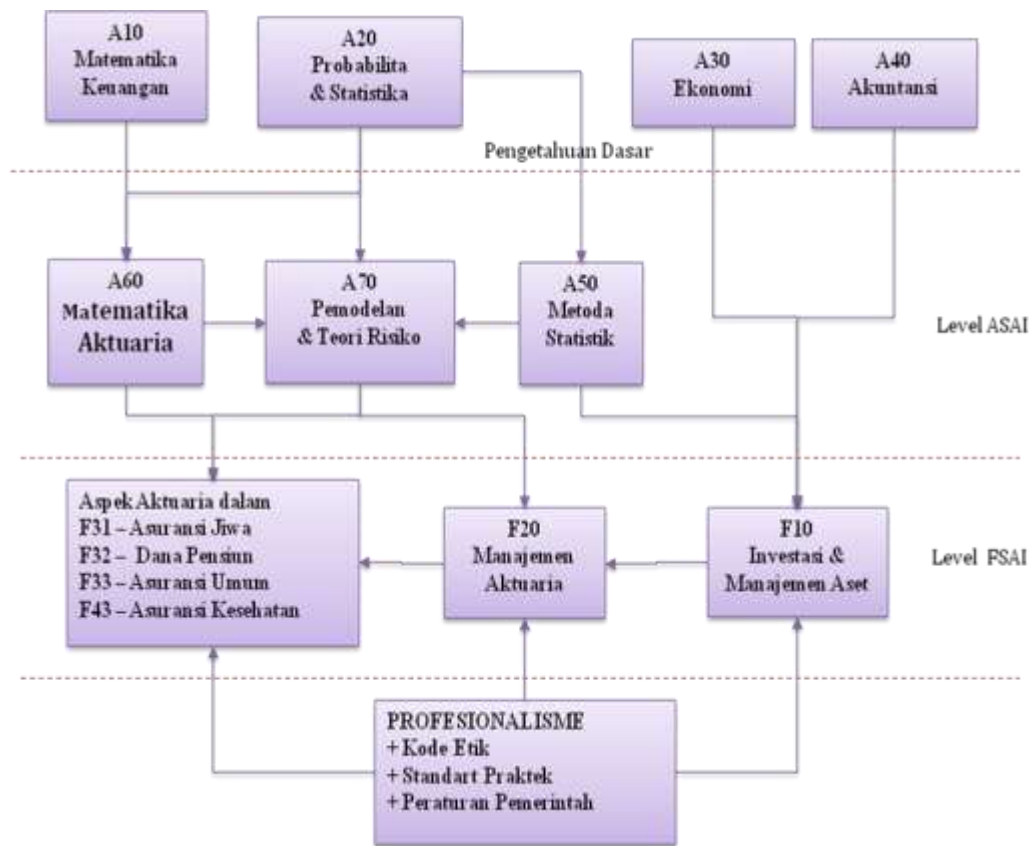 A10
Matematika
Keuangan
A20
Probabilita
& Statistika
A30
Ekonomi
A40
Akuntansi
Pengetahuan Dasar
A60
Matematika
Aktuaria
A70
Pemodelan
& Teori Risiko
A50
Metoda
Statistik
Level ASAI
Aspek Aktuaria dalam
F31 – Asuransi Jiwa
F32 – Dana Pensiun
F33 – Asuransi Umum
F43 – Asuransi Kesehatan
F20
Manajemen
Aktuaria
F10
Investasi &
Manajemen Aset
Level FSAI
PROFESIONALISME
+ Kode Etik
+ Standart Praktek
+ Peraturan Pemerintah